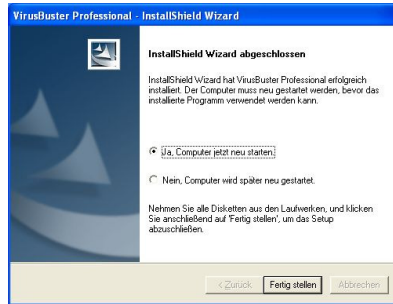 VirusBuster Professional - InstallShield Wizard
InstallShield Wizard abgeschlossen
InstallShield Wizard hat VirusBuster Professional erfolgreich
installiert. Der Computer muss neu gestartet werden, bevor das
installierte Programm verwendet werden kann.
Ja, Computer jetzt neu starten.
Nein, Computer wird später neu gestartet.
Nehmen Sie alle Disketten aus den Laufwerken, und klicken
Sie anschließend auf 'Fertig stellen', um das Setup
abzuschließen.
< Zurück Fertig stellen Abbrechen